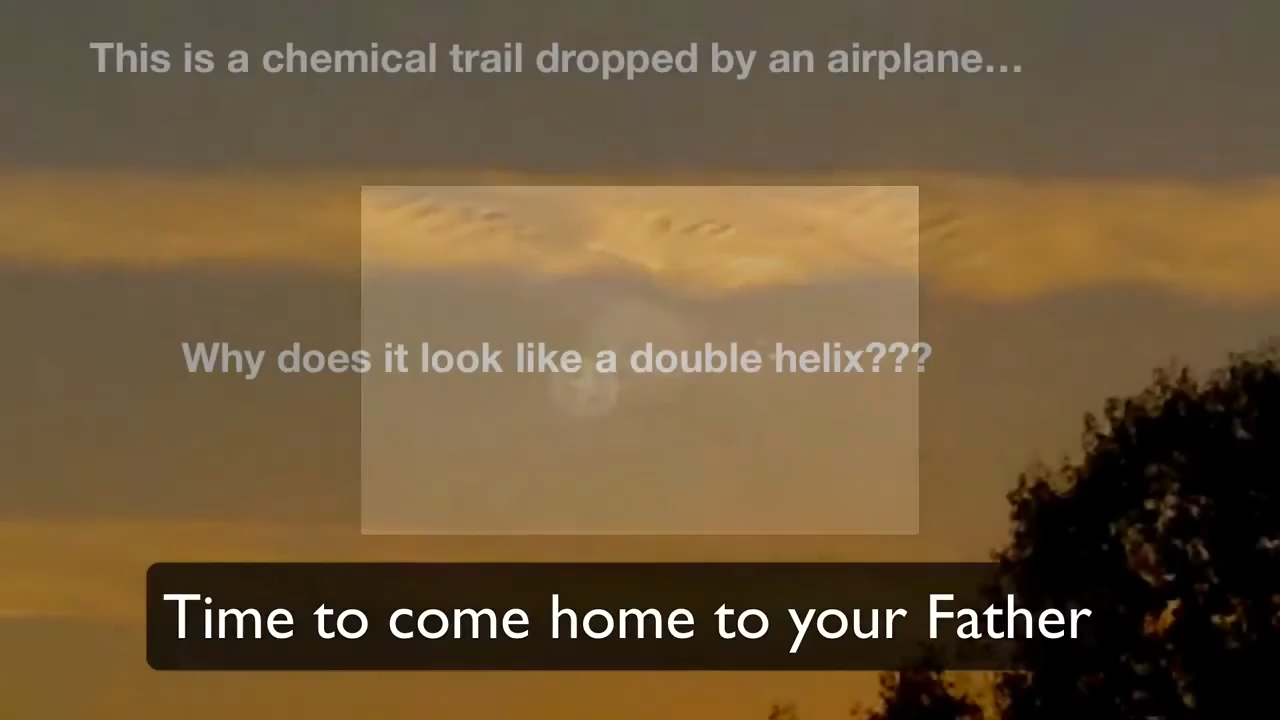 This is a chemical trail dropped by an airplane...
Why does it look like a double helix???
Time to come home to your Father